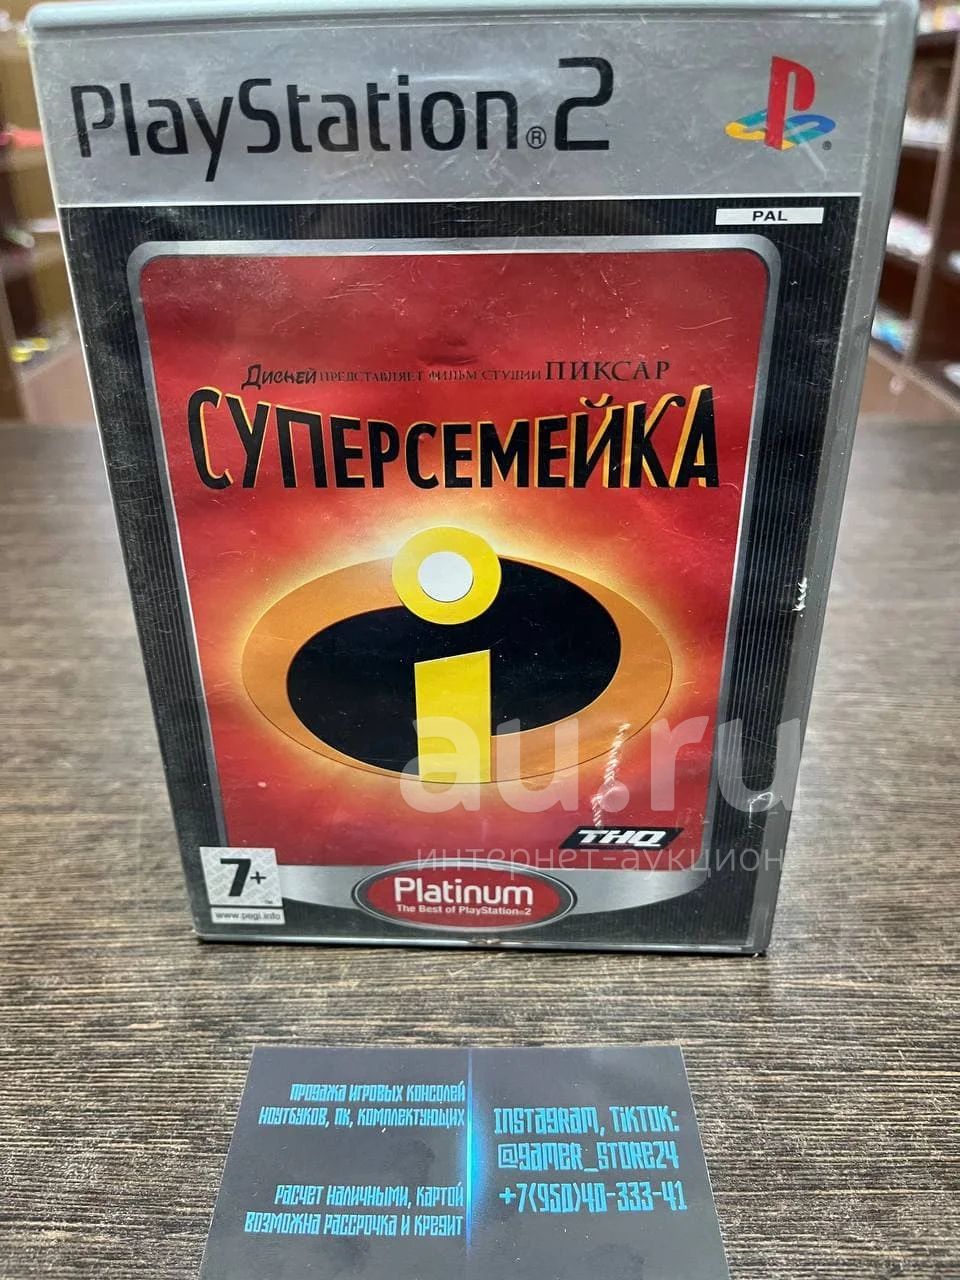 PlayStation®2
PAL
Дисней ПРЕДСТАВЛЯЕТ ФИЛЬМ СТУДИИ ПИКСАР
СУПЕРСЕМЕЙКА
au.ru
THQ
интернет-аукцион
7+
www.pegi.info
Platinum
The Best of PlayStation®2
ПРОДАЖА ИГРОВЫХ КОНСОЛЕЙ
НОУТБУКОВ, ПК, КОМПЛЕКТУЮЩИХ
РАСЧЕТ НАЛИЧНЫМИ, КАРТОЙ
ВОЗМОЖНА РАССРОЧКА И КРЕДИТ
INSTAGRAM, TIKTOK:
@GAMER_STORE24
+7(950)40-333-41